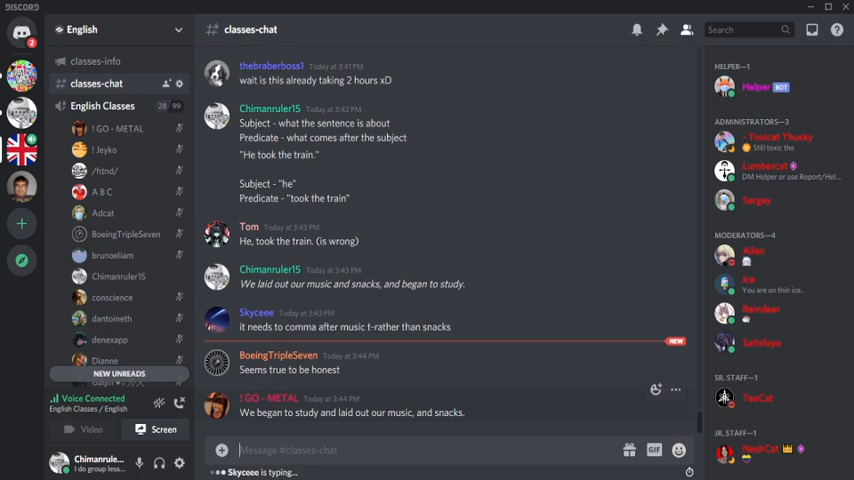 DISCORD
2
English
classes-info
classes-chat
English Classes 28 99
! GO - METAL
! Jeyko
/hɪnd/
A B C
Adcat
BoeingTripleSeven
brunoeliam
Chimanruler15
conscience
dantoineth
denexapp
Dianne
NEW UNREADS
Voice Connected
English Classes / English
Video
Screen
Chimanrule...
I do group less...
classes-chat
Search
thebraberboss1 Today at 3:41 PM
wait is this already taking 2 hours xD
Chimanruler15 Today at 3:42 PM
Subject - what the sentence is about
Predicate - what comes after the subject
"He took the train."
Subject - "he"
Predicate - "took the train"
Tom Today at 3:43 PM
He, took the train. (is wrong)
Chimanruler15 Today at 3:43 PM
We laid out our music and snacks, and began to study.
Skyceee Today at 3:43 PM
it needs to comma after music t-rather than snacks
NEW
BoeingTripleSeven Today at 3:44 PM
Seems true to be honest
! GO - METAL Today at 3:44 PM
We began to study and laid out our music, and snacks.
Message #classes-chat
GIF
Skyceee is typing...
HELPER—1
Helper BOT
ADMINISTRATORS—3
- Toxicat Thusky
Still toxic tho
Lumbercat
DM Helper or use Report/Hel...
Sergey
MODERATORS—4
Allen
Ice
You are on thin ice..
Raindeer
Satisfeya
SR. STAFF—1
TeaCat
JR. STAFF—1
NeshCat